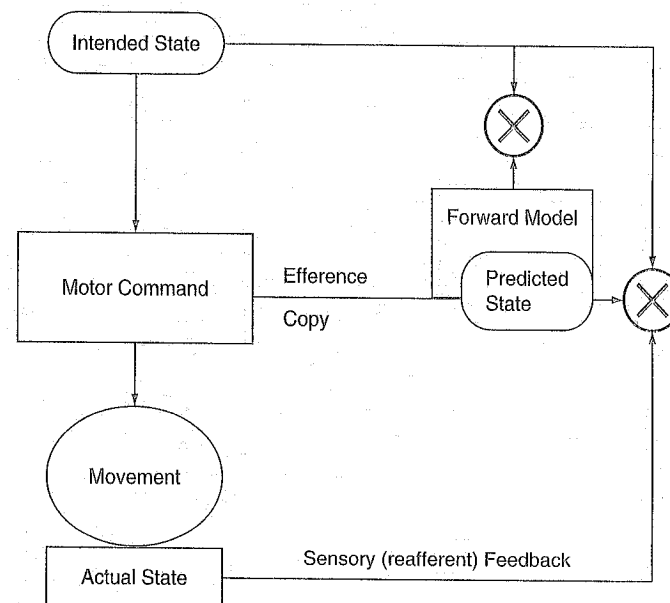 Intended State
Forward Model
Motor Command
Efference
Copy
Predicted
State
Movement
Sensory (reafferent) Feedback
Actual State